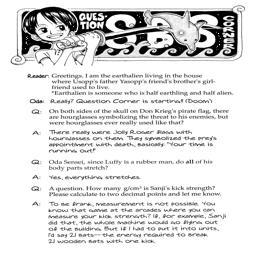 QUES
TION
SBS
CORNER
Reader: Greetings. I am the earthalien living in the house
where Usopp's father Yasopp's friend's brother's girl-
friend used to live.
*Earthalien is someone who is half earthling and half alien.
Oda: Really? Question Corner is starting! (Doom!)
Q: On both sides of the skull on Don Krieg's pirate flag, there
are hourglasses symbolizing the threat to his enemies, but
were hourglasses ever really used like that?
A: There really were Jolly Roger flags with
hourglasses on them. They symbolized the prey's
appointment with death, basically: "Your time is
running out!"
Q: Oda Sensei, since Luffy is a rubber man, do all of his
body parts stretch?
A: Yes, everything stretches.
Q: A question. How many g/cm³ is Sanji's kick strength?
Please calculate to two decimal points and let me know.
A: To be frank, measurement is not possible. You
know that game at the arcades where you can
measure your kick strength? If, for example, Sanji
did that, the whole machine would go flying out
of the building. But if I had to put it into units,
I'd say 21 bats--the energy required to break
21 wooden bats with one kick.